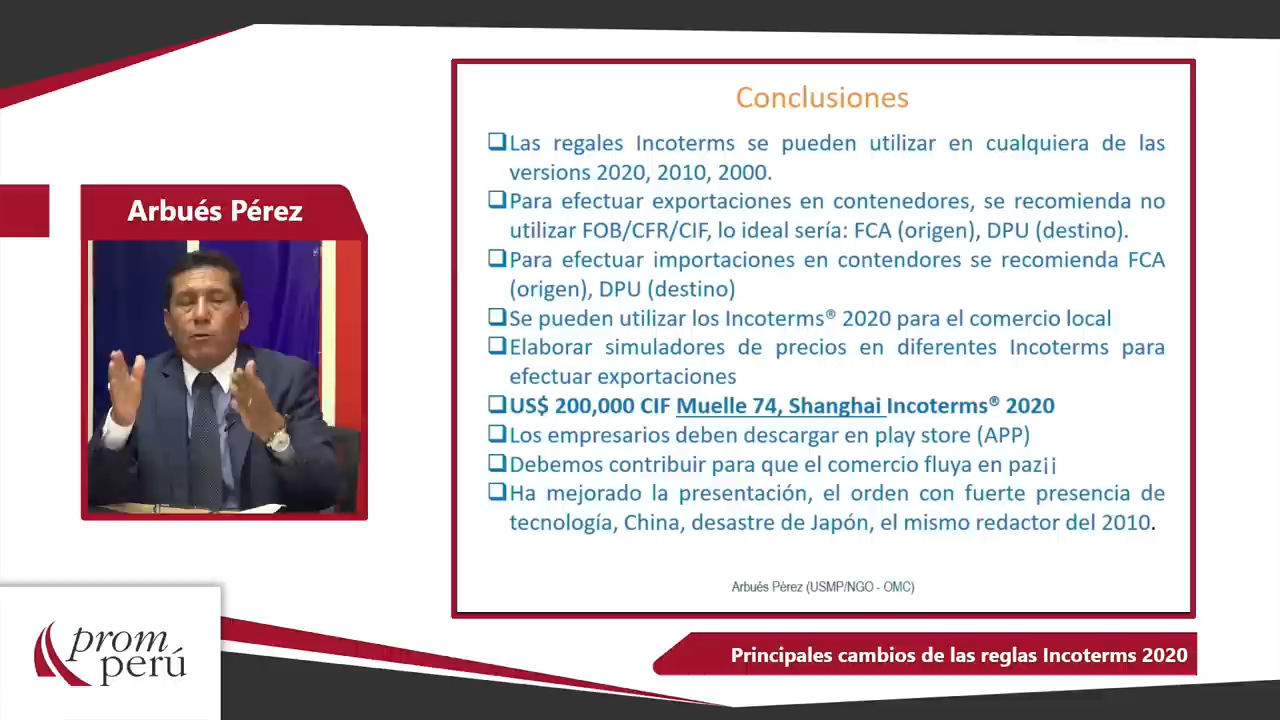 Arbués Pérez
Conclusiones
❑Las regales Incoterms se pueden utilizar en cualquiera de las
versions 2020, 2010, 2000.
❑Para efectuar exportaciones en contenedores, se recomienda no
utilizar FOB/CFR/CIF, lo ideal sería: FCA (origen), DPU (destino).
❑Para efectuar importaciones en contendores se recomienda FCA
(origen), DPU (destino)
❑Se pueden utilizar los Incoterms® 2020 para el comercio local
❑Elaborar simuladores de precios en diferentes Incoterms para
efectuar exportaciones
❑US$ 200,000 CIF Muelle 74, Shanghai Incoterms® 2020
❑Los empresarios deben descargar en play store (APP)
❑Debemos contribuir para que el comercio fluya en paz¡¡
❑Ha mejorado la presentación, el orden con fuerte presencia de
tecnología, China, desastre de Japón, el mismo redactor del 2010.
Arbués Pérez (USMP/NGO - OMC)
prom
perú
Principales cambios de las reglas Incoterms 2020